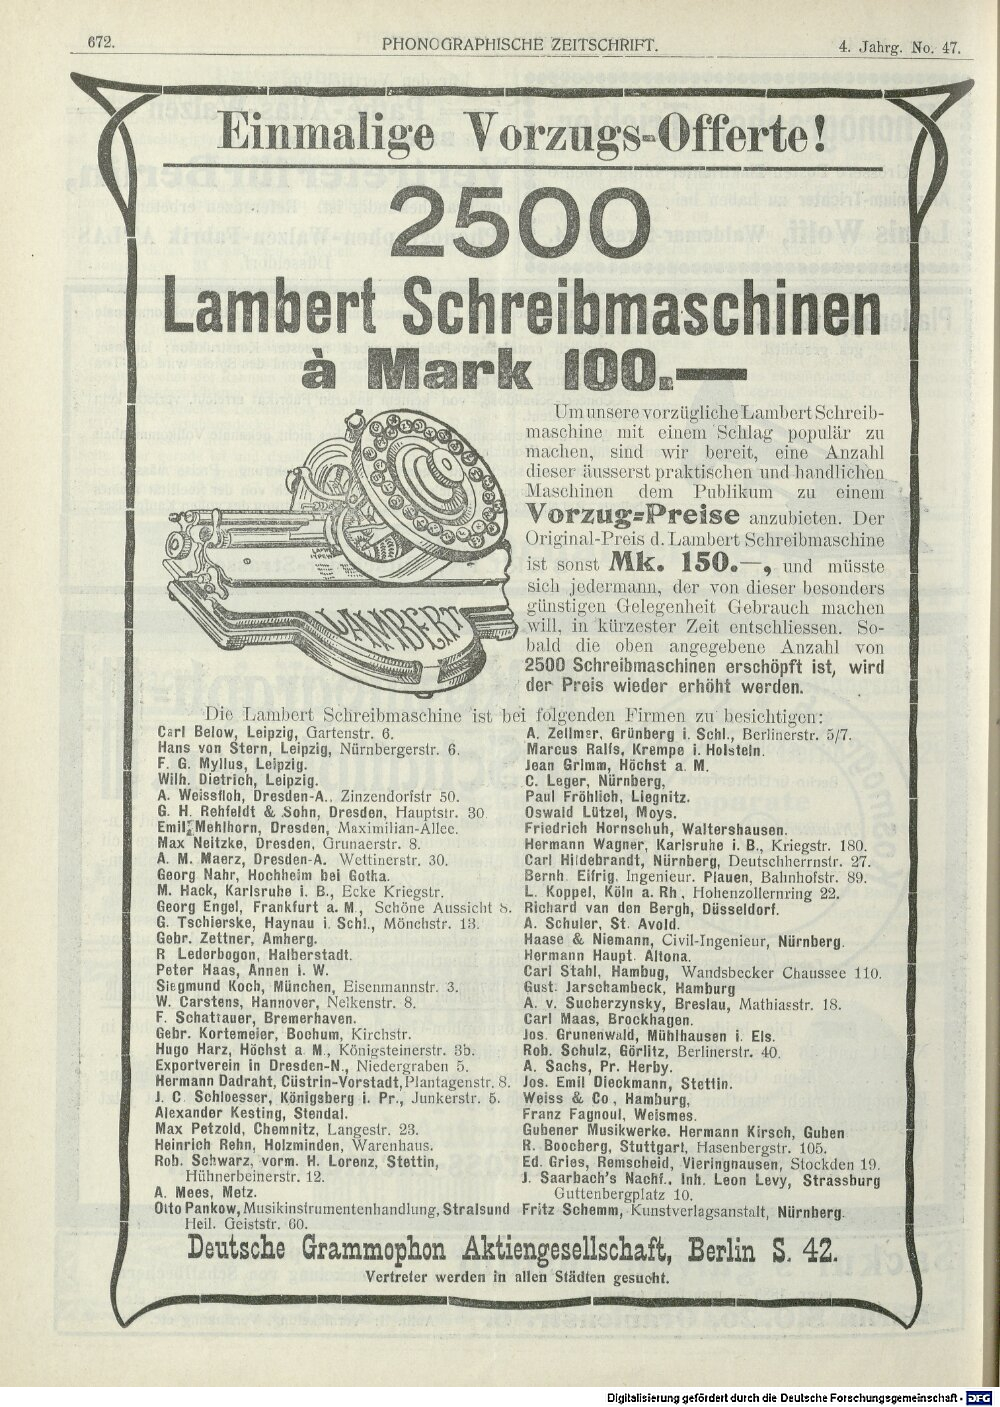 672.
PHONOGRAPHISCHE ZEITSCHRIFT.
4. Jahrg. No. 47.
Einmalige Vorzugs-Offerte!
2500
Lambert Schreibmaschinen
à Mark 100.—
Um unsere vorzügliche Lambert Schreib-
maschine mit einem Schlag populär zu
machen, sind wir bereit, eine Anzahl
dieser äusserst praktischen und handlichen
Maschinen dem Publikum zu einem
Vorzug-Preise anzubieten. Der
Original-Preis d. Lambert Schreibmaschine
ist sonst Mk. 150.—, und müsste
sich jedermann, der von dieser besonders
günstigen Gelegenheit Gebrauch machen
will, in kürzester Zeit entschliessen. So-
bald die oben angegebene Anzahl von
2500 Schreibmaschinen erschöpft ist, wird
der Preis wieder erhöht werden.
LAMBERT
Die Lambert Schreibmaschine ist bei folgenden Firmen zu besichtigen:
Carl Below, Leipzig, Gartenstr. 6.
Hans von Stern, Leipzig, Nürnbergerstr. 6.
F. G. Mylius, Leipzig.
Wilh. Dietrich, Leipzig.
A. Weissfloh, Dresden-A., Zinzendorfstr 50.
G. H. Rehfeldt & Sohn, Dresden, Hauptstr. 30
Emil Mehlhorn, Dresden, Maximilian-Allee.
Max Neitzke, Dresden, Grunaerstr. 8.
A. M. Maerz, Dresden-A. Wettinerstr. 30.
Georg Nahr, Hochheim bei Gotha.
M. Hack, Karlsruhe i. B., Ecke Kriegstr.
Georg Engel, Frankfurt a. M., Schöne Aussicht 8.
G. Tschierske, Haynau i. Schl., Mönchstr. 13.
Gebr. Zettner, Amberg.
R Lederbogen, Halberstadt.
Peter Haas, Annen i. W.
Siegmund Koch, München, Eisenmannstr. 3.
W. Carstens, Hannover, Nelkenstr. 8.
F. Schattauer, Bremerhaven.
Gebr. Kortemeier, Bochum, Kirchstr.
Hugo Harz, Höchst a M., Königsteinerstr. 3b.
Exportverein in Dresden-N., Niedergraben 5.
Hermann Dadraht, Cüstrin-Vorstadt, Plantagenstr. 8.
J. C. Schloesser, Königsberg i. Pr., Junkerstr. 5.
Alexander Kesting, Stendal.
Max Petzold, Chemnitz, Langestr. 23.
Heinrich Rehn, Holzminden, Warenhaus.
Rob. Schwarz, vorm. H. Lorenz, Stettin,
Hühnerbeinerstr. 12.
A. Mees, Metz.
Otto Pankow, Musikinstrumentenhandlung, Stralsund
Heil. Geiststr. 60.
A. Zellmer, Grünberg i. Schl., Berlinerstr. 5/7.
Marcus Ralfs, Krempe i. Holstein.
Jean Grimm, Höchst a. M.
C. Leger, Nürnberg,
Paul Fröhlich, Liegnitz.
Oswald Lützel, Moys.
Friedrich Hornschuh, Waltershausen.
Hermann Wagner, Karlsruhe i. B., Kriegstr. 180.
Carl Hildebrandt, Nürnberg, Deutschherrnstr. 27.
Bernh Eifrig, Ingenieur. Plauen, Bahnhofstr. 89.
L. Koppel, Köln a. Rh, Hohenzollernring 22.
Richard van den Bergh, Düsseldorf.
A. Schuler, St. Avold.
Haase & Niemann, Civil-Ingenieur, Nürnberg.
Hermann Haupt, Altona.
Carl Stahl, Hambug, Wandsbecker Chaussee 110.
Gust. Jarschambeck, Hamburg
A. v. Sucherzynsky, Breslau, Mathiasstr. 18.
Carl Maas, Brockhagen.
Jos. Grunenwald, Mühlhausen i. Els.
Rob. Schulz, Görlitz, Berlinerstr. 40.
A. Sachs, Pr. Herby.
Jos. Emil Dieckmann, Stettin.
Weiss & Co, Hamburg,
Franz Fagnoul, Weismes.
Gubener Musikwerke. Hermann Kirsch, Guben
R. Boocberg, Stuttgart, Hasenbergstr. 105.
Ed. Gries, Remscheid, Vieringnausen, Stockden 19.
J. Saarbach's Nachf., Inh. Leon Levy, Strassburg
Guttenbergplatz 10.
Fritz Schemm, Kunstverlagsanstalt, Nürnberg.
Deutsche Grammophon Aktiengesellschaft, Berlin S. 42.
Vertreter werden in allen Städten gesucht.
Digitalisierung gefördert durch die Deutsche Forschungsgemeinschaft - DFG